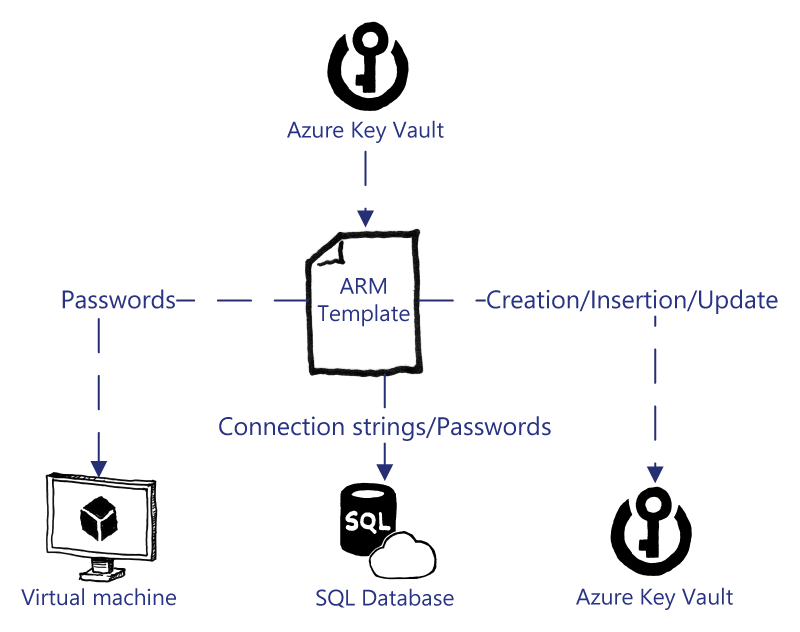 Azure Key Vault
ARM
Template
Passwords
Creation/Insertion/Update
Connection strings/Passwords
SQL
Virtual machine
SQL Database
Azure Key Vault